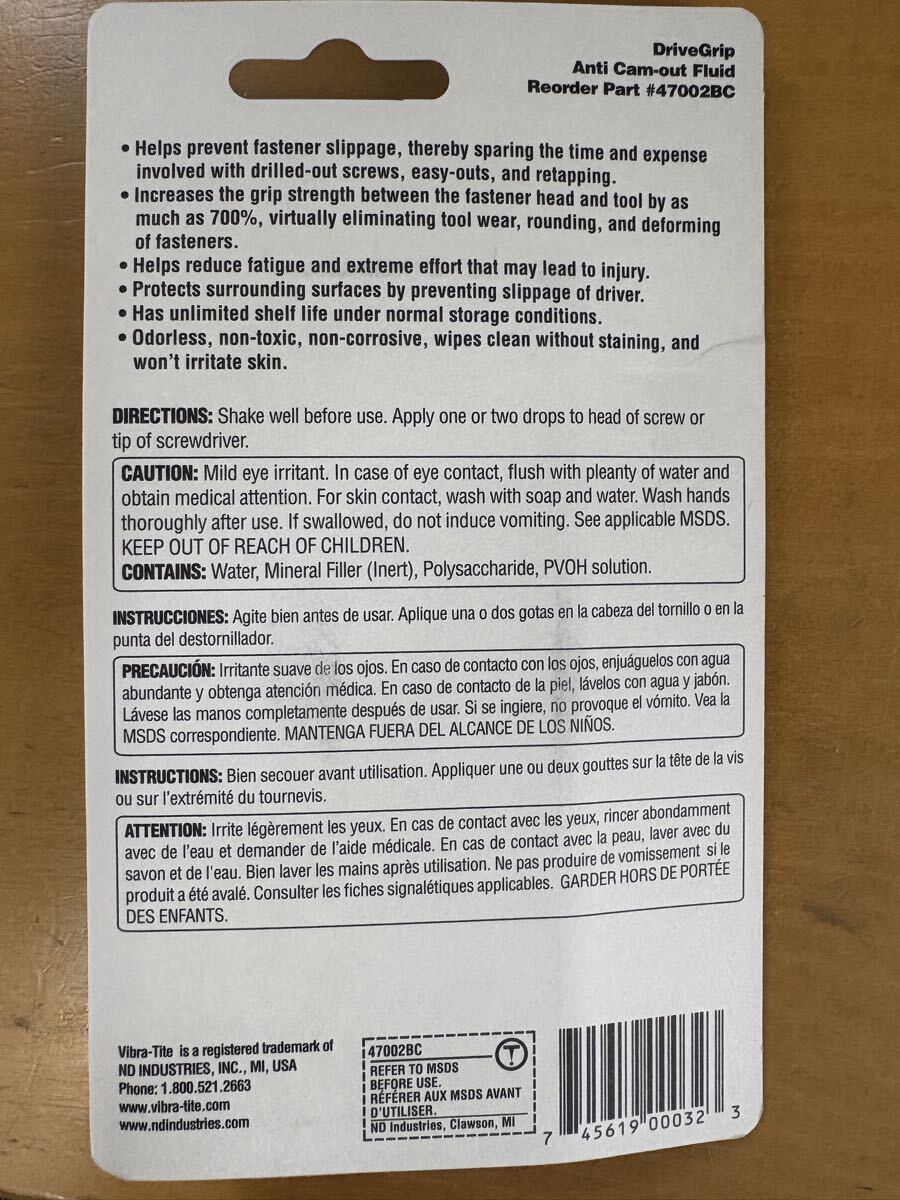 DriveGrip
Anti Cam-out Fluid
Reorder Part #47002BC
• Helps prevent fastener slippage, thereby sparing the time and expense
involved with drilled-out screws, easy-outs, and retapping.
• Increases the grip strength between the fastener head and tool by as
much as 700%, virtually eliminating tool wear, rounding, and deforming
of fasteners.
• Helps reduce fatigue and extreme effort that may lead to injury.
• Protects surrounding surfaces by preventing slippage of driver.
• Has unlimited shelf life under normal storage conditions.
• Odorless, non-toxic, non-corrosive, wipes clean without staining, and
won't irritate skin.
DIRECTIONS: Shake well before use. Apply one or two drops to head of screw or
tip of screwdriver.
CAUTION: Mild eye irritant. In case of eye contact, flush with pleanty of water and
obtain medical attention. For skin contact, wash with soap and water. Wash hands
thoroughly after use. If swallowed, do not induce vomiting. See applicable MSDS.
KEEP OUT OF REACH OF CHILDREN.
CONTAINS: Water, Mineral Filler (Inert), Polysaccharide, PVOH solution.
INSTRUCCIONES: Agite bien antes de usar. Aplique una o dos gotas en la cabeza del tornillo o en la
punta del destornillador.
PRECAUCIÓN: Irritante suave de los ojos. En caso de contacto con los ojos, enjuáguelos con agua
abundante y obtenga atención médica. En caso de contacto de la piel, lávelos con agua y jabón.
Lávese las manos completamente después de usar. Si se ingiere, no provoque el vómito. Vea la
MSDS correspondiente. MANTENGA FUERA DEL ALCANCE DE LOS NIÑOS.
INSTRUCTIONS: Bien secouer avant utilisation. Appliquer une ou deux gouttes sur la tête de la vis
ou sur l'extrémité du tournevis.
ATTENTION: Irrite légèrement les yeux. En cas de contact avec les yeux, rincer abondamment
avec de l'eau et demander de l'aide médicale. En cas de contact avec la peau, laver avec du
savon et de l'eau. Bien laver les mains après utilisation. Ne pas produire de vomissement si le
produit a été avalé. Consulter les fiches signalétiques applicables. GARDER HORS DE PORTÉE
DES ENFANTS.
Vibra-Tite is a registered trademark of
ND INDUSTRIES, INC., MI, USA
Phone: 1.800.521.2663
www.vibra-tite.com
www.ndindustries.com
47002BC
T
REFER TO MSDS
BEFORE USE.
RÉFÉRER AUX MSDS AVANT
D'UTILISER.
ND Industries, Clawson, MI
7 45619 00032 3